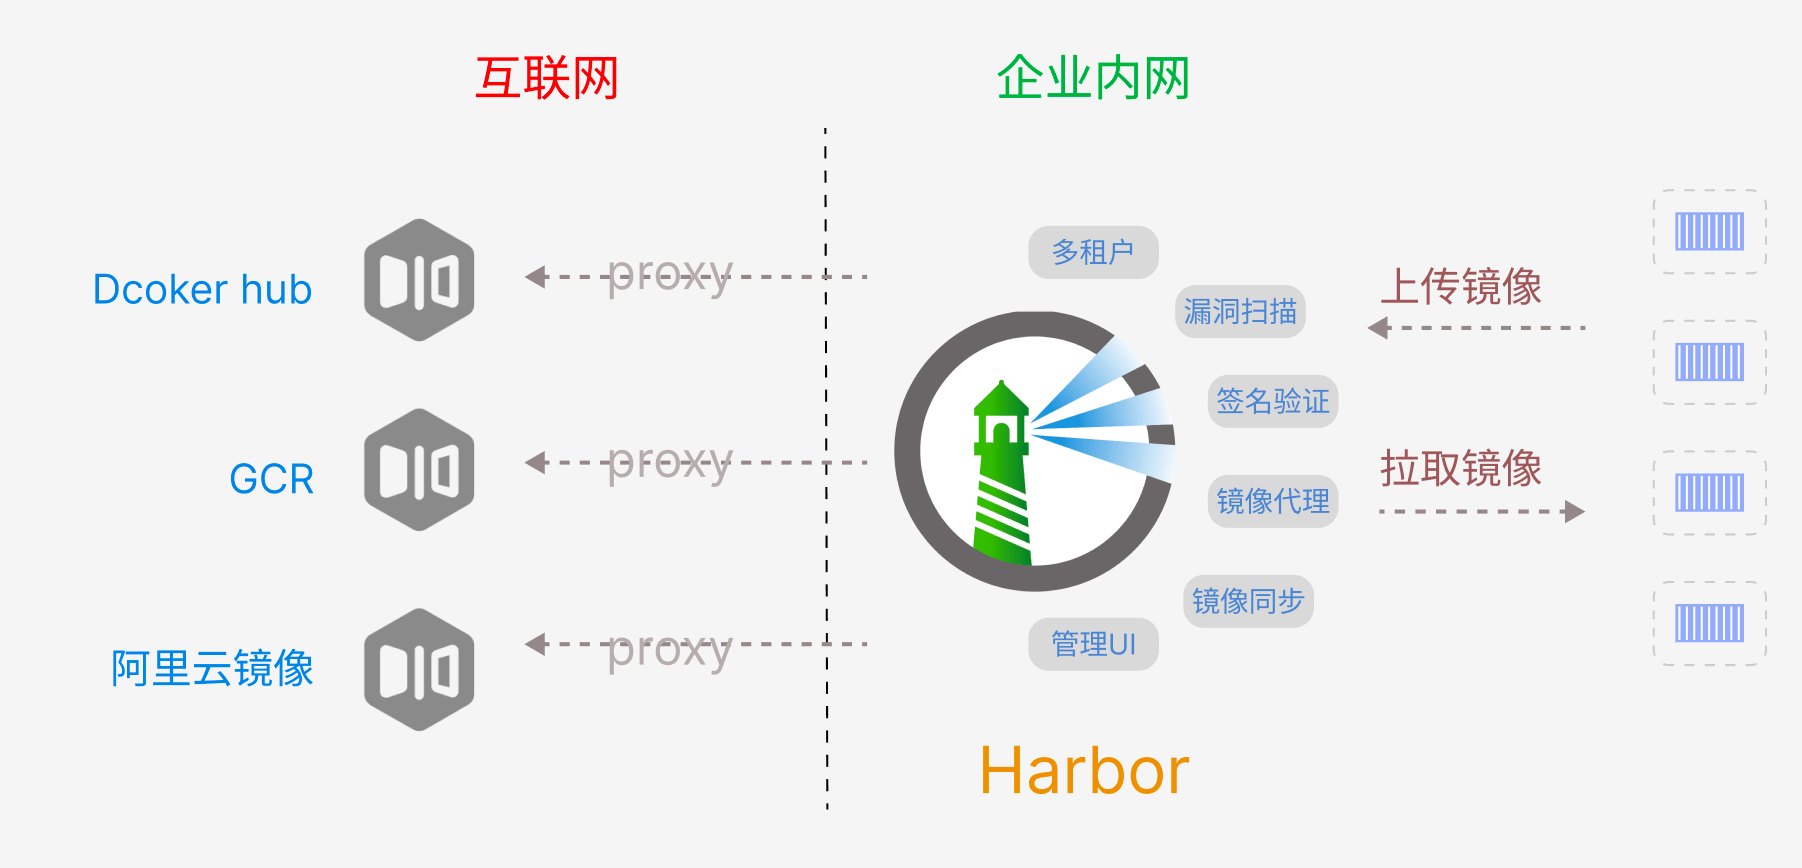 互联网
企业内网
多租户
Dcoker hub
proxy
上传镜像
漏洞扫描
签名验证
GCR
proxy
拉取镜像
镜像代理
镜像同步
阿里云镜像
proxy
管理UI
Harbor